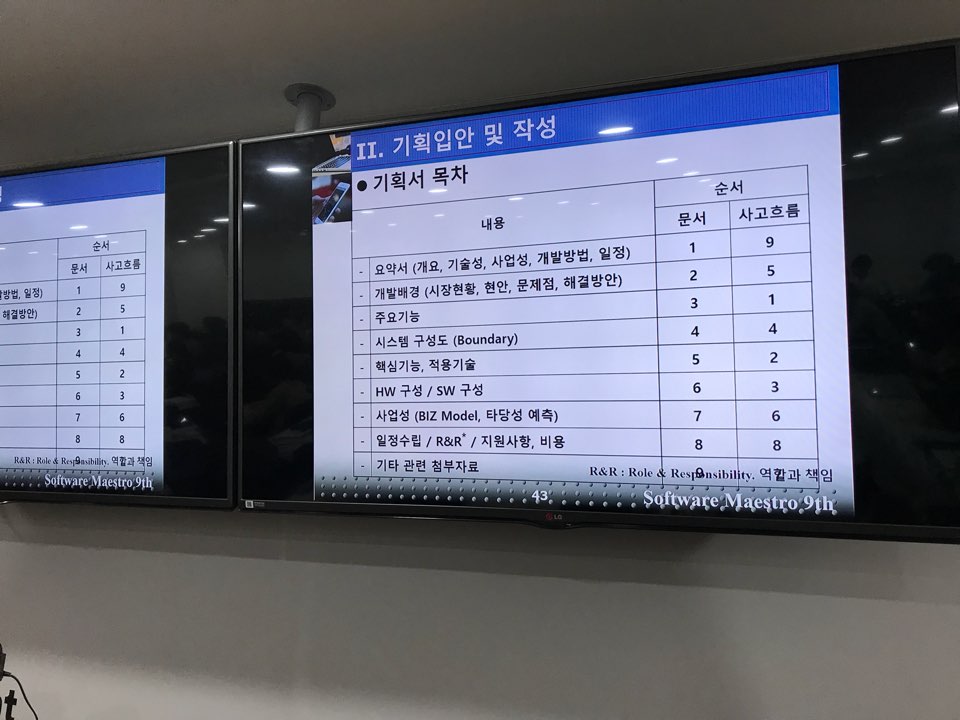 II. 기획입안 및 작성
● 기획서 목차
내용 순서
문서 사고흐름
- 요약서 (개요, 기술성, 사업성, 개발방법, 일정) 1 9
- 개발배경 (시장현황, 현안, 문제점, 해결방안) 2 5
- 주요기능 3 1
- 시스템 구성도 (Boundary) 4 4
- 핵심기능, 적용기술 5 2
- HW 구성 / SW 구성 6 3
- 사업성 (BIZ Model, 타당성 예측) 7 6
- 일정수립 / R&R* / 지원사항, 비용 8 8
- 기타 관련 첨부자료 9
R&R : Role & Responsibility. 역할과 책임
43
Software Maestro 9th
LG
순서
문서 사고흐름
발방법, 일정) 1 9
해결방안) 2 5
3 1
4 4
5 2
6 3
7 6
8 8
9
R&R : Role & Responsibility. 역할과 책임
Software Maestro 9th